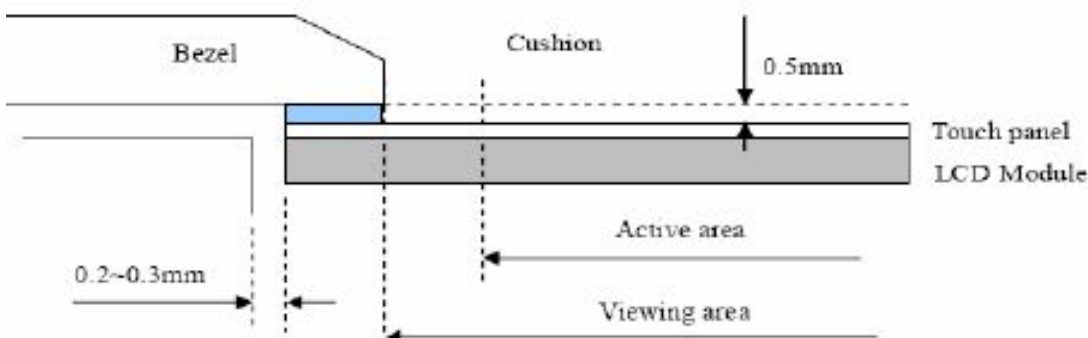 Cushion
Bezel
0.5mm
Touch panel
LCD Module
Active area
0.2~0.3mm
Viewing area